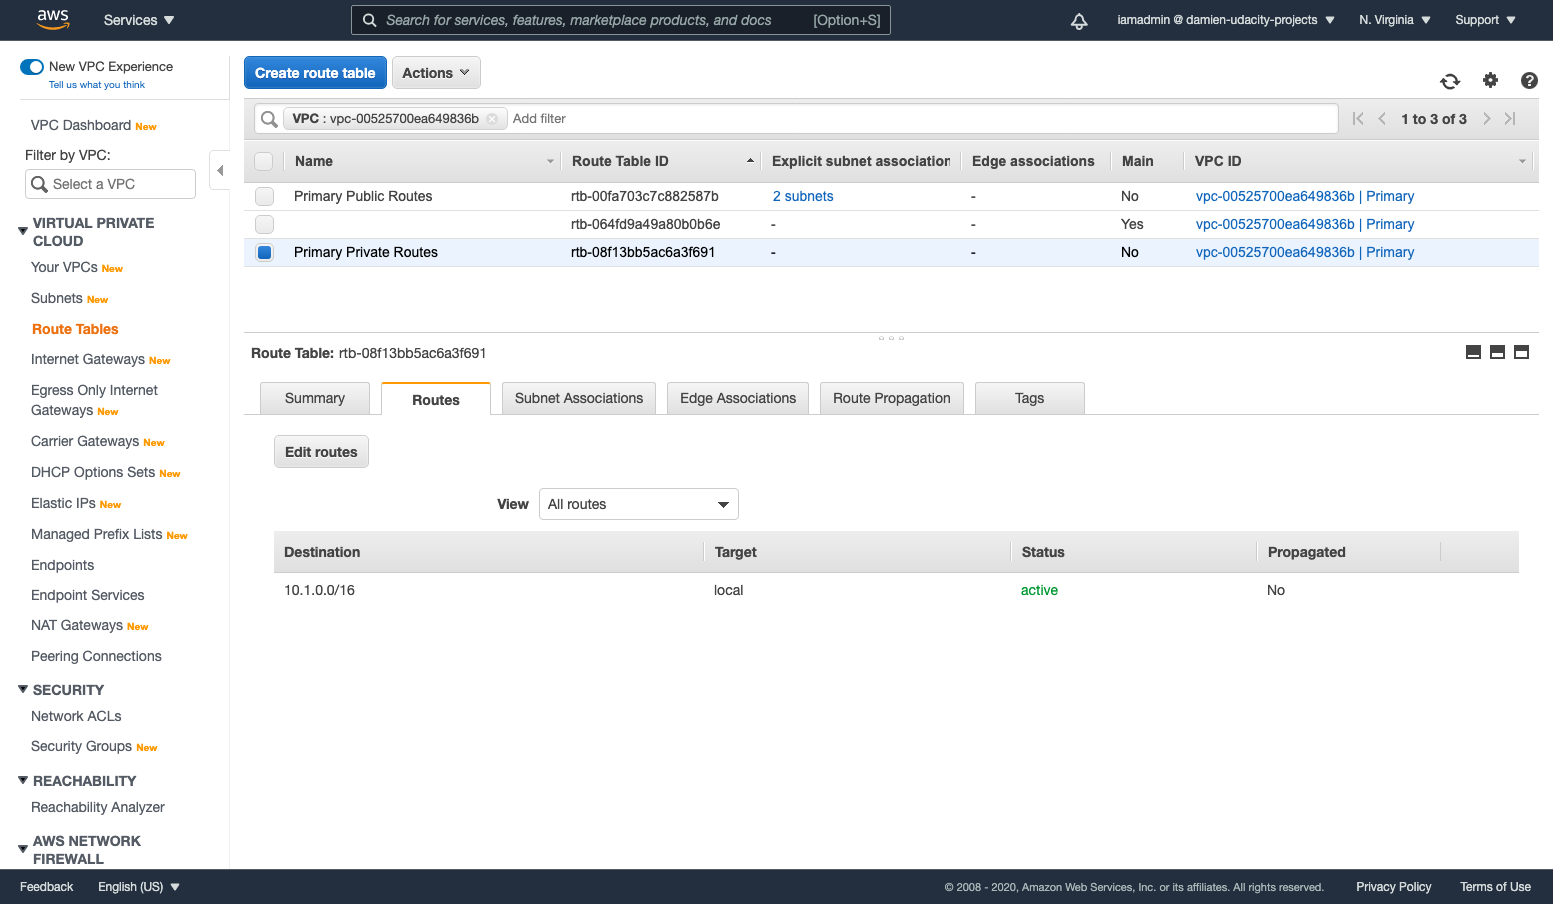 aws
Services
Search for services, features, marketplace products, and docs [Option+S]
iamadmin @ damien-udacity-projects
N. Virginia
Support
New VPC Experience
Tell us what you think
VPC Dashboard New
Filter by VPC:
Select a VPC
VIRTUAL PRIVATE
CLOUD
Your VPCs New
Subnets New
Route Tables
Internet Gateways New
Egress Only Internet
Gateways New
Carrier Gateways New
DHCP Options Sets New
Elastic IPs New
Managed Prefix Lists New
Endpoints
Endpoint Services
NAT Gateways New
Peering Connections
SECURITY
Network ACLs
Security Groups New
REACHABILITY
Reachability Analyzer
AWS NETWORK
FIREWALL
Create route table
Actions
VPC : vpc-00525700ea649836b Add filter
1 to 3 of 3
Name Route Table ID Explicit subnet association Edge associations Main VPC ID
Primary Public Routes rtb-00fa703c7c882587b 2 subnets - No vpc-00525700ea649836b | Primary
rtb-064fd9a49a80b0b6e - - Yes vpc-00525700ea649836b | Primary
Primary Private Routes rtb-08f13bb5ac6a3f691 - - No vpc-00525700ea649836b | Primary
Route Table: rtb-08f13bb5ac6a3f691
Summary
Routes
Subnet Associations
Edge Associations
Route Propagation
Tags
Edit routes
View All routes
Destination Target Status Propagated
10.1.0.0/16 local active No
Feedback
English (US)
© 2008 - 2020, Amazon Web Services, Inc. or its affiliates. All rights reserved.
Privacy Policy
Terms of Use